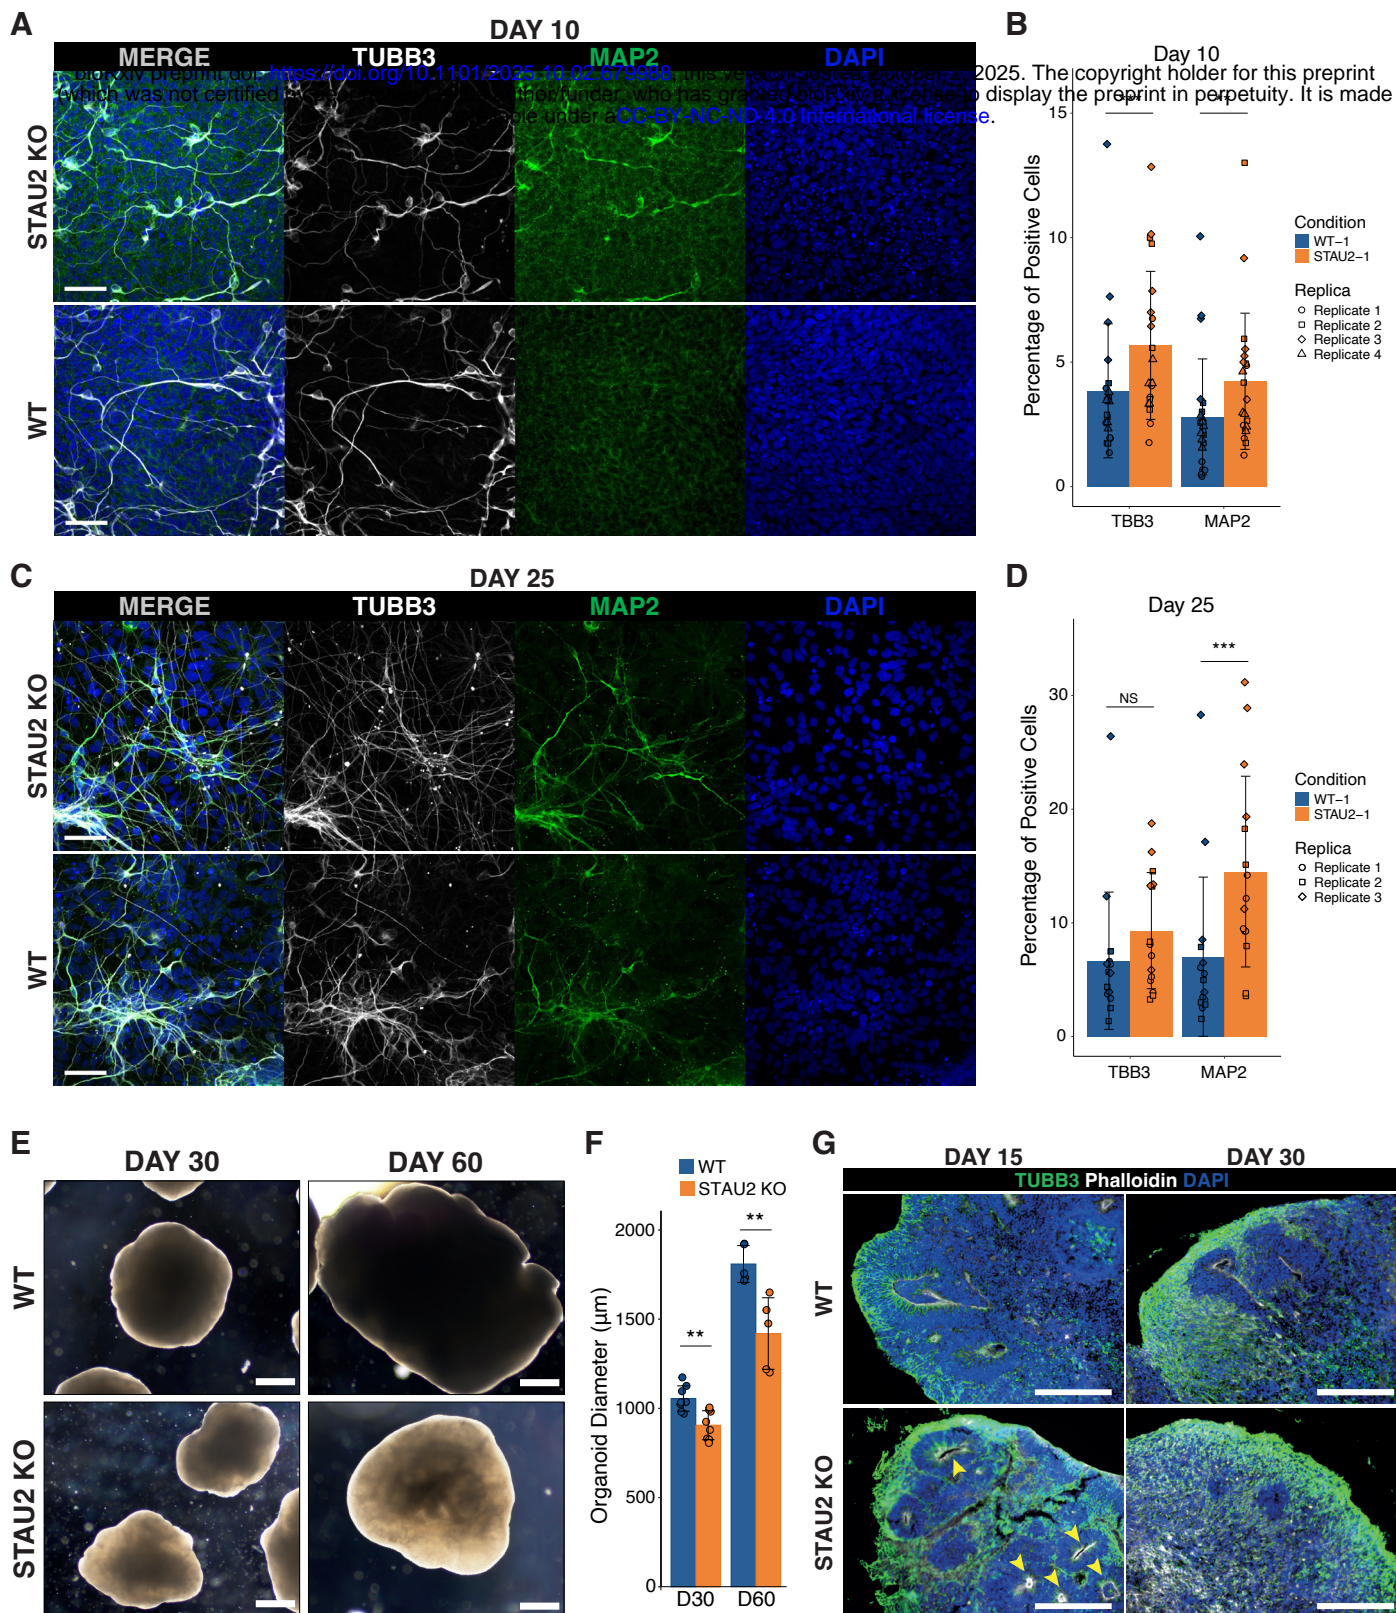 A
DAY 10
MERGE TUBB3 MAP2 DAPI
bioRxiv preprint doi: https://doi.org/10.1101/2025.10.02.679988; this 2025. The copyright holder for this preprint
(which was not certified author/funder, who has granted bioRxiv a license to display the preprint in perpetuity. It is made
under aCC-BY-NC-ND 4.0 International license.
STAU2 KO
WT
B
Day 10
***
**
Percentage of Positive Cells
15
10
5
0
TBB3 MAP2
Condition
WT-1
STAU2-1
Replica
Replicate 1
Replicate 2
Replicate 3
Replicate 4
C
DAY 25
MERGE TUBB3 MAP2 DAPI
STAU2 KO
WT
D
Day 25
***
NS
Percentage of Positive Cells
30
20
10
0
TBB3 MAP2
Condition
WT-1
STAU2-1
Replica
Replicate 1
Replicate 2
Replicate 3
E
DAY 30 DAY 60
WT
STAU2 KO
F
WT
STAU2 KO
**
**
Organoid Diameter (µm)
2000
1500
1000
500
0
D30 D60
G
DAY 15 DAY 30
TUBB3 Phalloidin DAPI
WT
STAU2 KO